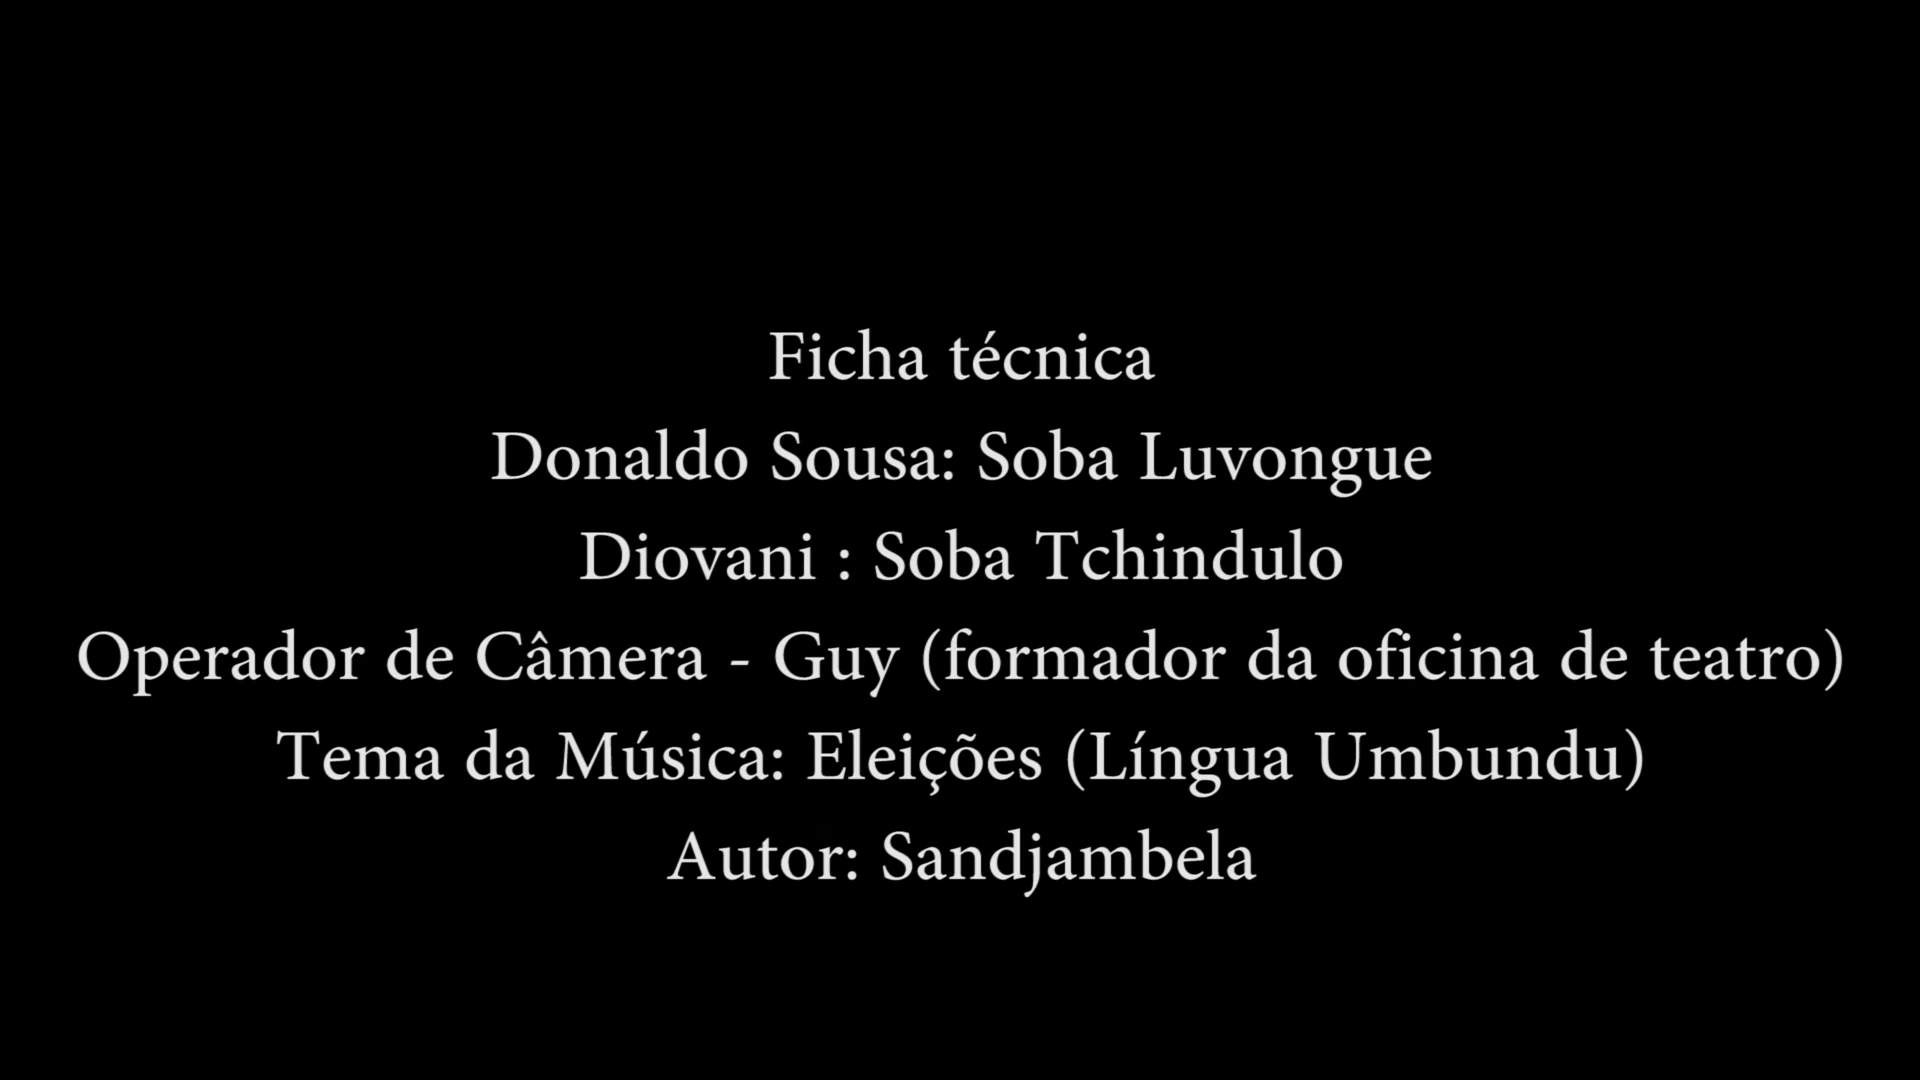 Ficha técnica
Donaldo Sousa: Soba Luvongue
Diovani : Soba Tchindulo
Operador de Câmera - Guy (formador da oficina de teatro)
Tema da Música: Eleições (Língua Umbundu)
Autor: Sandjambela